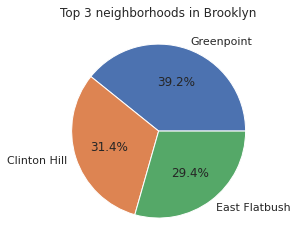 Top 3 neighborhoods in Brooklyn
Greenpoint
39.2%
31.4%
Clinton Hill
29.4%
East Flatbush